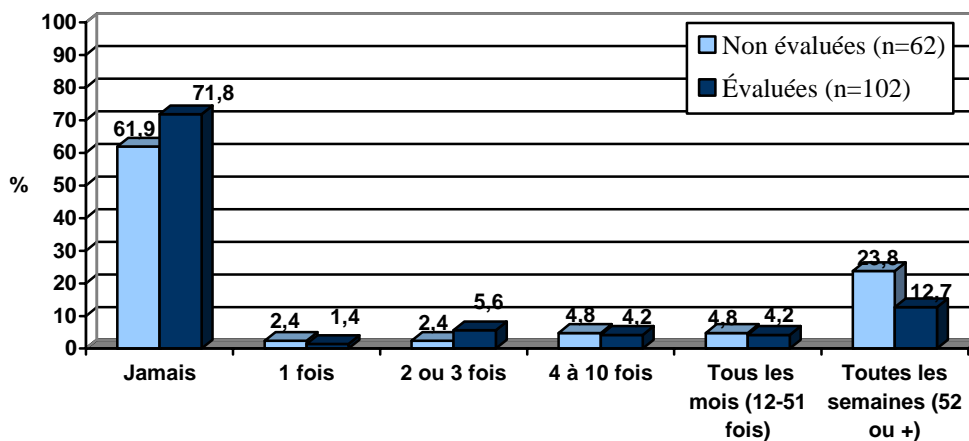 100
90
80
70
60
50
40
30
20
10
0
%
Non évaluées (n=62)
Évaluées (n=102)
61,9
71,8
2,4
1,4
2,4
5,6
4,8
4,2
4,8
4,2
23,8
12,7
Jamais
1 fois
2 ou 3 fois
4 à 10 fois
Tous les
mois (12-51
fois)
Toutes les
semaines (52
ou +)